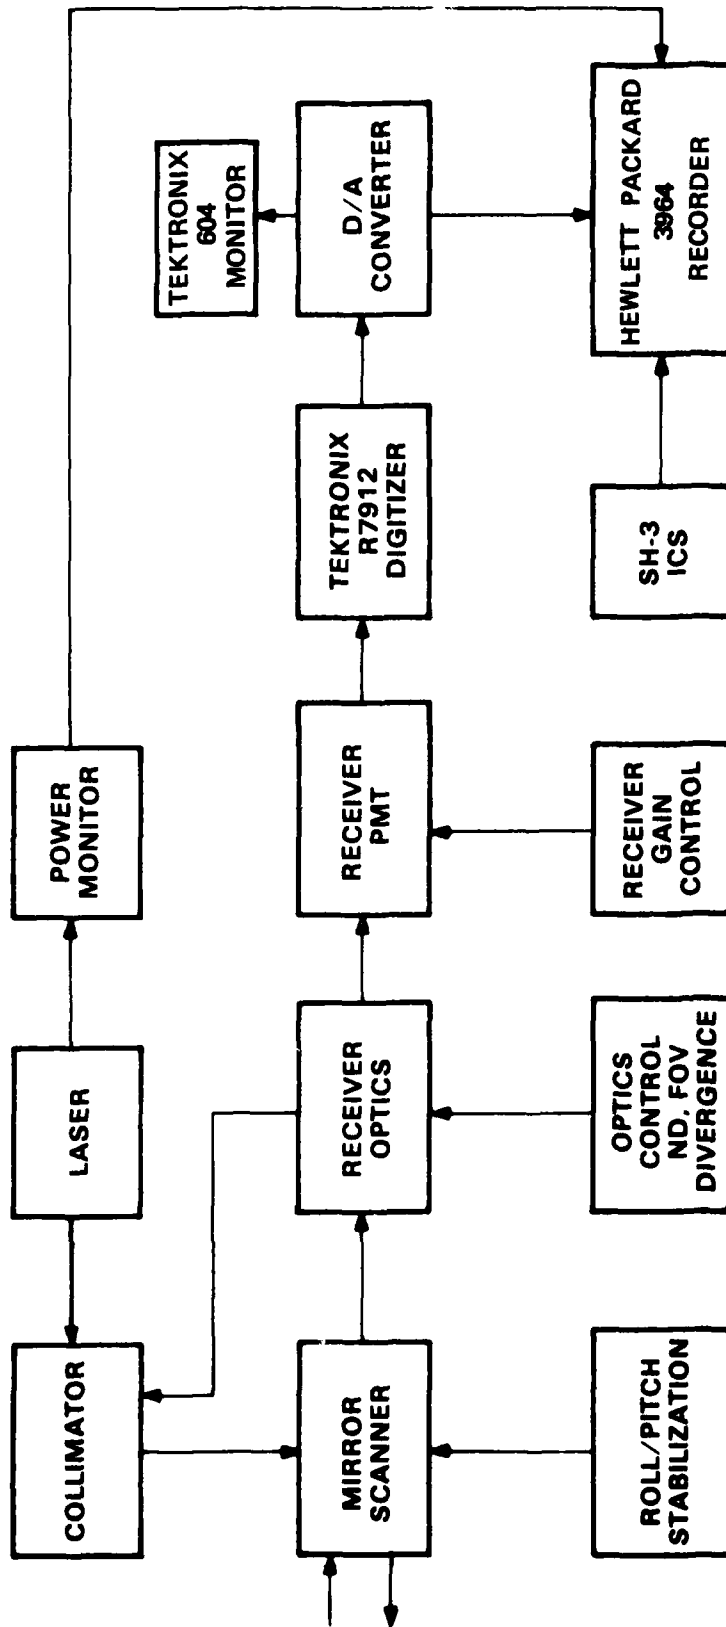 COLLIMATOR
LASER
POWER
MONITOR
TEKTRONIX
604
MONITOR
MIRROR
SCANNER
RECEIVER
OPTICS
RECEIVER
PMT
TEKTRONIX
R7912
DIGITIZER
D/A
CONVERTER
ROLL/PITCH
STABILIZATION
OPTICS
CONTROL
ND, FOV
DIVERGENCE
RECEIVER
GAIN
CONTROL
SH-3
ICS
HEWLETT PACKARD
3964
RECORDER